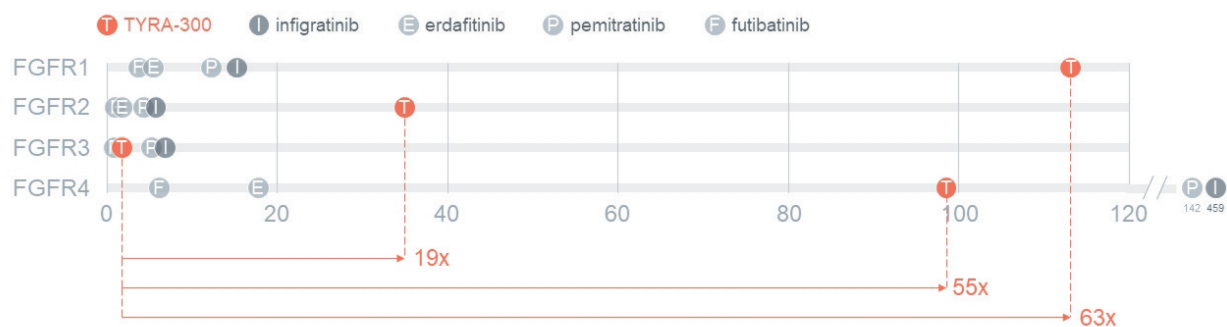 T TYRA-300 I infigratinib E erdafitinib P pemitratinib F futibatinib
FGFR1 F E P I T
FGFR2 F E P I T
FGFR3 T P I
FGFR4 F E T P I
142 459
0 20 40 60 80 100 120
19x
55x
63x